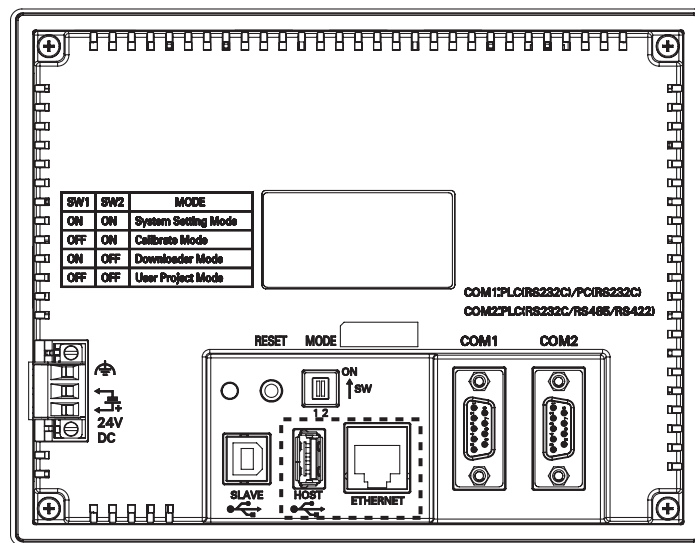 SW1 SW2 MODE
ON ON System Setting Mode
OFF ON Calibrate Mode
ON OFF Downloader Mode
OFF OFF User Project Mode
COM1:PLC(RS232C)/PC(RS232C)
COM2:PLC(RS232C/RS485/RS422)
RESET MODE COM1 COM2
ON
SW
1 2
24V
DC
SLAVE HOST ETHERNET